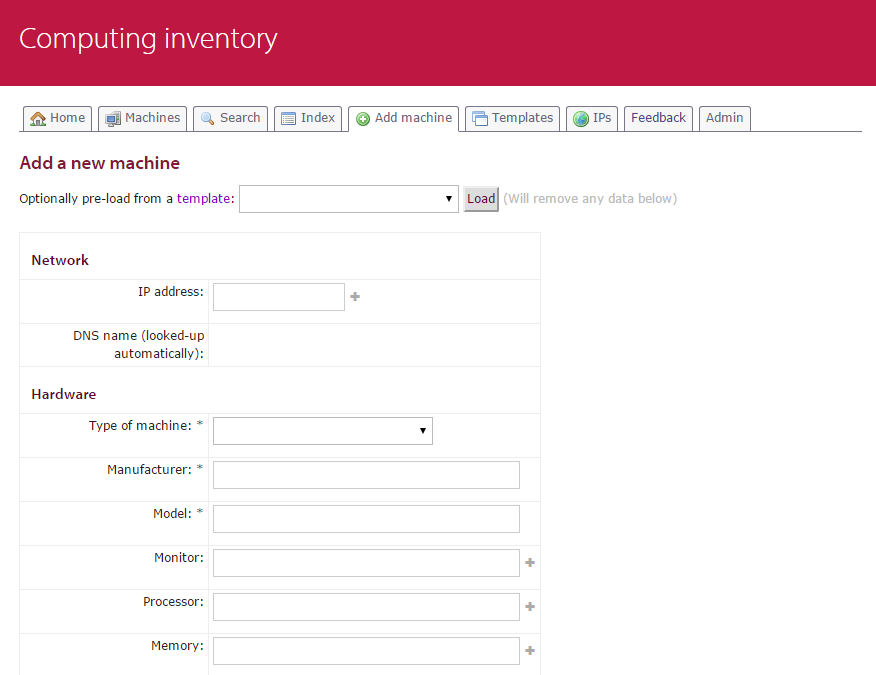 Computing inventory
Home Machines Search Index Add machine Templates IPs Feedback Admin
Add a new machine
Optionally pre-load from a template: Load (Will remove any data below)
Network
IP address:
DNS name (looked-up
automatically):
Hardware
Type of machine: *
Manufacturer: *
Model: *
Monitor:
Processor:
Memory: